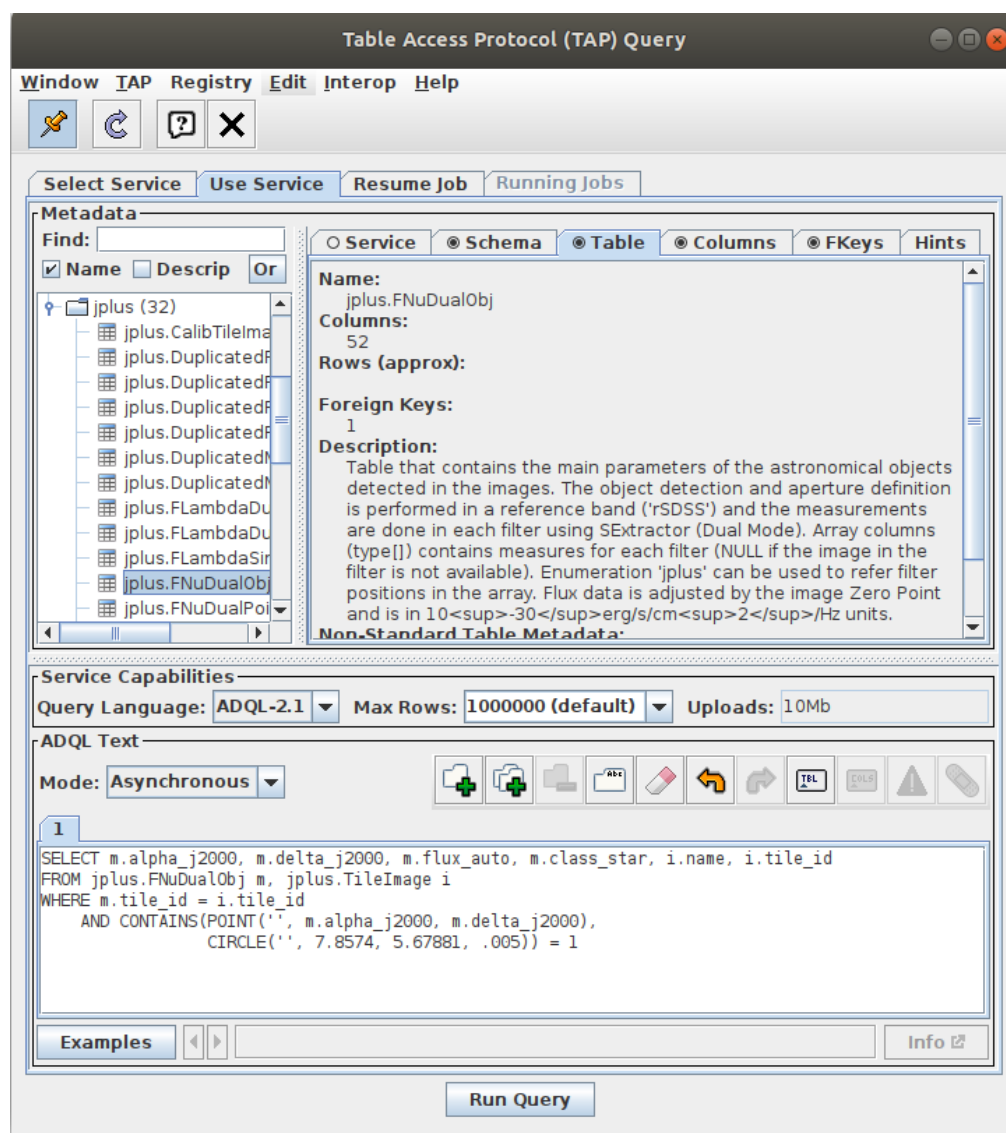 Table Access Protocol (TAP) Query
Window TAP Registry Edit Interop Help
Select Service Use Service Resume Job Running Jobs
Metadata
Find:
Name Descrip Or
jplus (32)
jplus.CalibTileIma
jplus.DuplicatedF
jplus.DuplicatedF
jplus.DuplicatedF
jplus.DuplicatedF
jplus.DuplicatedM
jplus.DuplicatedM
jplus.FLambdaDu
jplus.FLambdaDu
jplus.FLambdaSin
jplus.FNuDualObj
jplus.FNuDualPoi
Service Schema Table Columns FKeys Hints
Name:
jplus.FNuDualObj
Columns:
52
Rows (approx):
Foreign Keys:
1
Description:
Table that contains the main parameters of the astronomical objects
detected in the images. The object detection and aperture definition
is performed in a reference band ('rSDSS') and the measurements
are done in each filter using SExtractor (Dual Mode). Array columns
(type[]) contains measures for each filter (NULL if the image in the
filter is not available). Enumeration 'jplus' can be used to refer filter
positions in the array. Flux data is adjusted by the image Zero Point
and is in 10<sup>-30</sup>erg/s/cm<sup>2</sup>/Hz units.
Non-Standard Table Metadata:
Service Capabilities
Query Language: ADQL-2.1 Max Rows: 1000000 (default) Uploads: 10Mb
ADQL Text
Mode: Asynchronous
Abc
TBL
COLS
1
SELECT m.alpha_j2000, m.delta_j2000, m.flux_auto, m.class_star, i.name, i.tile_id
FROM jplus.FNuDualObj m, jplus.TileImage i
WHERE m.tile_id = i.tile_id
AND CONTAINS(POINT('', m.alpha_j2000, m.delta_j2000),
CIRCLE('', 7.8574, 5.67881, .005)) = 1
Examples Info
Run Query